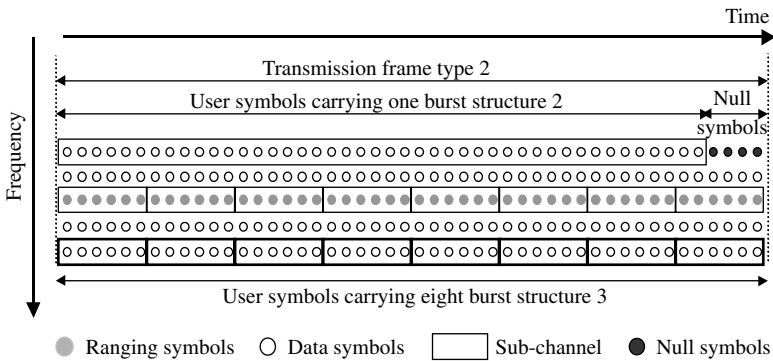 Time
Transmission frame type 2
User symbols carrying one burst structure 2
Null
symbols
Frequency
User symbols carrying eight burst structure 3
Ranging symbols
Data symbols
Sub-channel
Null symbols